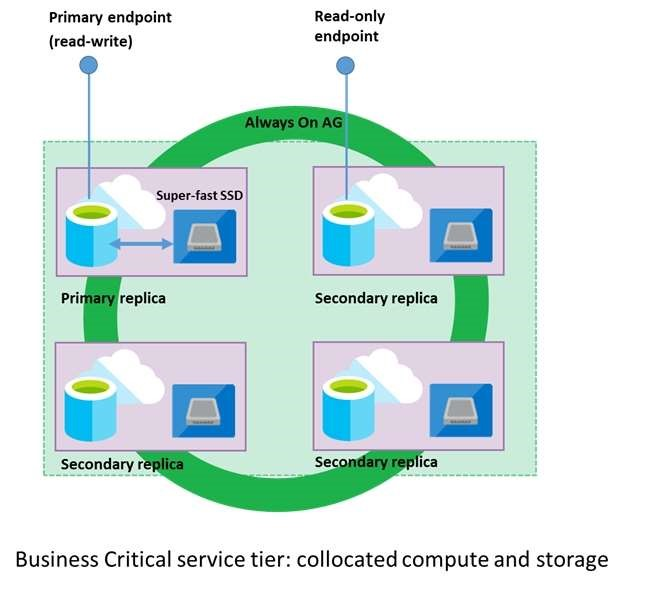 Primary endpoint
(read-write)
Read-only
endpoint
Always On AG
Super-fast SSD
Primary replica
Secondary replica
Secondary replica
Secondary replica
Business Critical service tier: collocated compute and storage